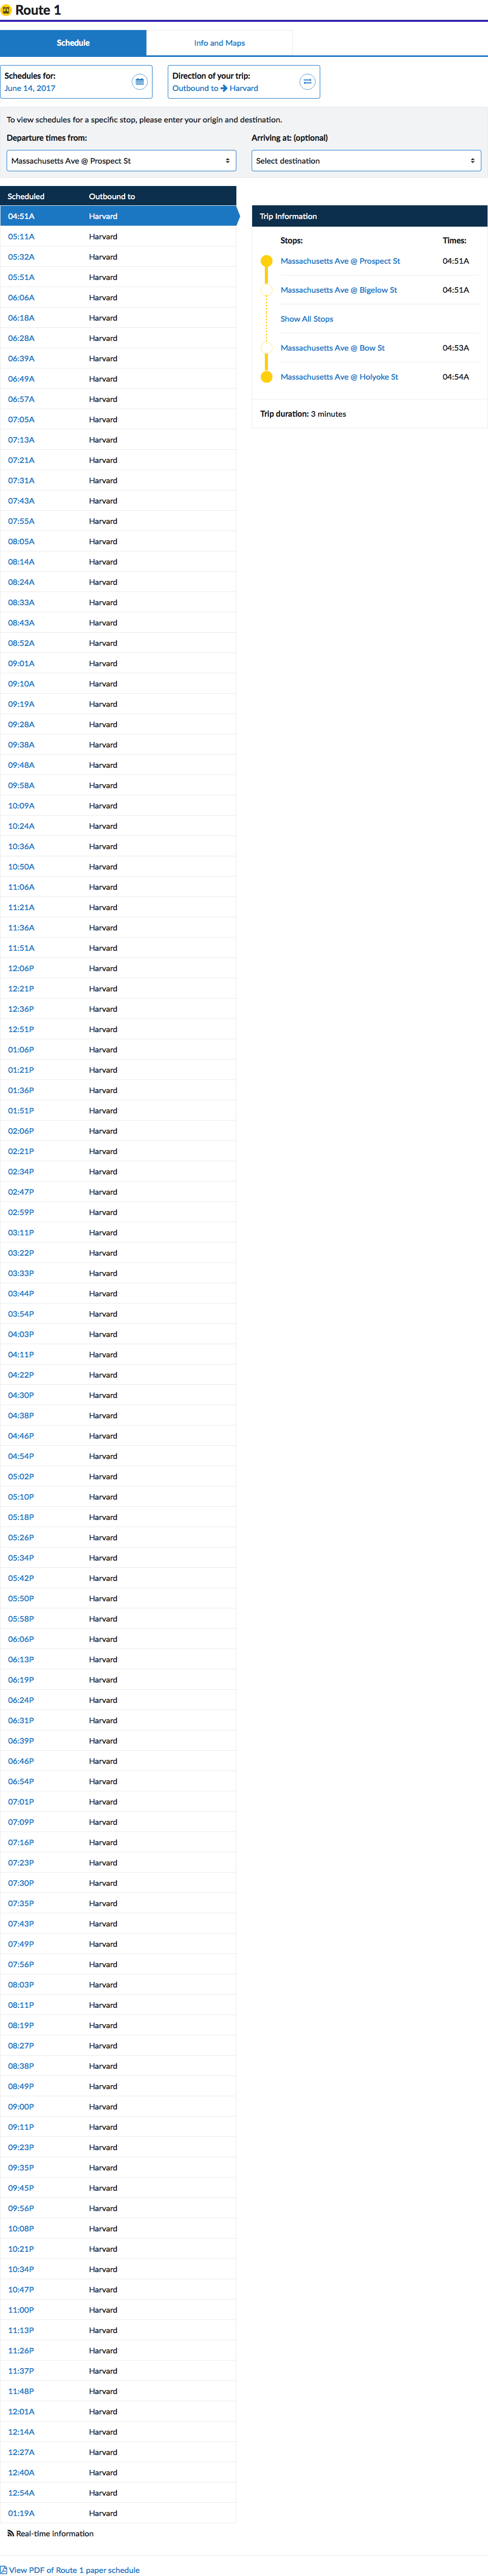 Route 1
Schedule Info and Maps
Schedules for: Direction of your trip:
June 14, 2017 Outbound to Harvard
To view schedules for a specific stop, please enter your origin and destination.
Departure times from: Arriving at: (optional)
Massachusetts Ave @ Prospect St Select destination
Scheduled Outbound to
04:51A Harvard
05:11A Harvard
05:32A Harvard
05:51A Harvard
06:06A Harvard
06:18A Harvard
06:28A Harvard
06:39A Harvard
06:49A Harvard
06:57A Harvard
07:05A Harvard
07:13A Harvard
07:21A Harvard
07:31A Harvard
07:43A Harvard
07:55A Harvard
08:05A Harvard
08:14A Harvard
08:24A Harvard
08:33A Harvard
08:43A Harvard
08:52A Harvard
09:01A Harvard
09:10A Harvard
09:19A Harvard
09:28A Harvard
09:38A Harvard
09:48A Harvard
09:58A Harvard
10:09A Harvard
10:24A Harvard
10:36A Harvard
10:50A Harvard
11:06A Harvard
11:21A Harvard
11:36A Harvard
11:51A Harvard
12:06P Harvard
12:21P Harvard
12:36P Harvard
12:51P Harvard
01:06P Harvard
01:21P Harvard
01:36P Harvard
01:51P Harvard
02:06P Harvard
02:21P Harvard
02:34P Harvard
02:47P Harvard
02:59P Harvard
03:11P Harvard
03:22P Harvard
03:33P Harvard
03:44P Harvard
03:54P Harvard
04:03P Harvard
04:11P Harvard
04:22P Harvard
04:30P Harvard
04:38P Harvard
04:46P Harvard
04:54P Harvard
05:02P Harvard
05:10P Harvard
05:18P Harvard
05:26P Harvard
05:34P Harvard
05:42P Harvard
05:50P Harvard
05:58P Harvard
06:06P Harvard
06:13P Harvard
06:19P Harvard
06:24P Harvard
06:31P Harvard
06:39P Harvard
06:46P Harvard
06:54P Harvard
07:01P Harvard
07:09P Harvard
07:16P Harvard
07:23P Harvard
07:30P Harvard
07:35P Harvard
07:43P Harvard
07:49P Harvard
07:56P Harvard
08:03P Harvard
08:11P Harvard
08:19P Harvard
08:27P Harvard
08:38P Harvard
08:49P Harvard
09:00P Harvard
09:11P Harvard
09:23P Harvard
09:35P Harvard
09:45P Harvard
09:56P Harvard
10:08P Harvard
10:21P Harvard
10:34P Harvard
10:47P Harvard
11:00P Harvard
11:13P Harvard
11:26P Harvard
11:37P Harvard
11:48P Harvard
12:01A Harvard
12:14A Harvard
12:27A Harvard
12:40A Harvard
12:54A Harvard
01:19A Harvard
Real-time information
Trip Information
Stops: Times:
Massachusetts Ave @ Prospect St 04:51A
Massachusetts Ave @ Bigelow St 04:51A
Show All Stops
Massachusetts Ave @ Bow St 04:53A
Massachusetts Ave @ Holyoke St 04:54A
Trip duration: 3 minutes
View PDF of Route 1 paper schedule